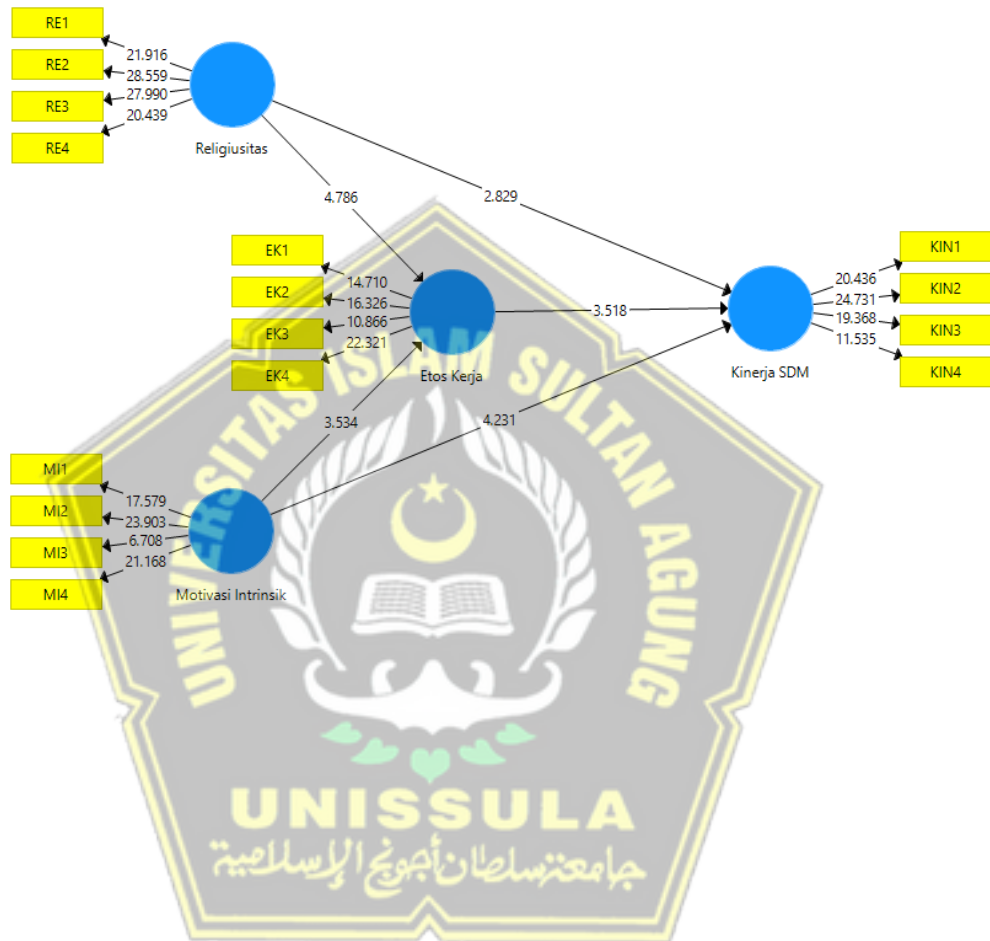 RE1
21.916
RE2
28.559
RE3
27.990
RE4
20.439
Religiusitas
4.786
2.829
EK1
14.710
EK2
16.326
EK3
10.866
EK4
22.321
Etos Kerja
3.518
KIN1
20.436
KIN2
24.731
KIN3
19.368
KIN4
11.535
Kinerja SDM
3.534
4.231
MI1
17.579
MI2
23.903
MI3
6.708
MI4
21.168
Motivasi Intrinsik
UNIVERSITAS ISLAM SULTAN AGUNG
UNISSULA
جامعة سلطان أجونج الإسلامية